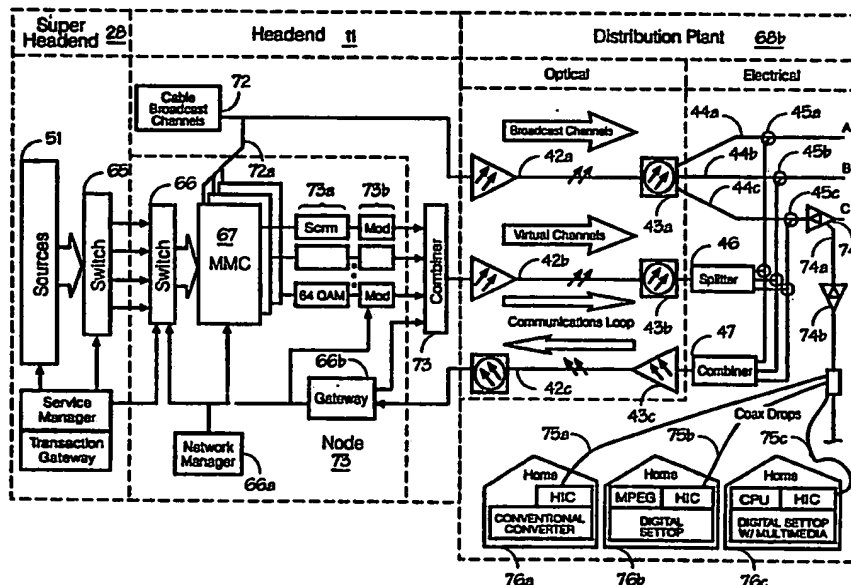 Super
Headend 28
Headend 11
Distribution Plant 68b
Optical
Electrical
72
Cable
Broadcast
Channels
72a
51
Sources
65
Switch
66
Switch
67
MMC
73a
73b
Scrm
Mod
64 QAM
Mod
Combiner
73
66b
Gateway
Node
73
Service
Manager
Transaction
Gateway
Network
Manager
66a
Broadcast Channels
42a
43a
44a
44b
44c
45a
45b
45c
A
B
C
Virtual Channels
42b
43b
46
Splitter
74
74a
74b
Communications Loop
42c
43c
47
Combiner
Coax Drops
75a
75b
75c
Home
HIC
CONVENTIONAL
CONVERTER
76a
Home
MPEG
HIC
DIGITAL
SETTOP
76b
Home
CPU
HIC
DIGITAL SETTOP
W/ MULTIMEDIA
76c